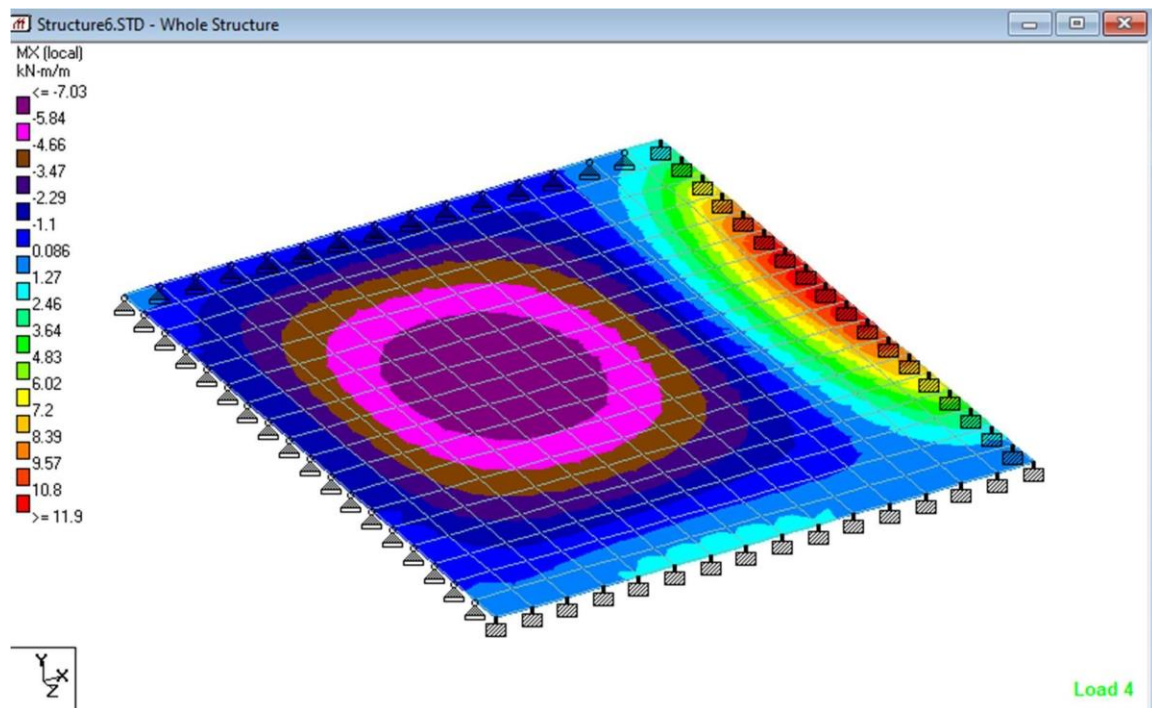 Structure6.STD - Whole Structure
MX (local)
kN-m/m
<= -7.03
-5.84
-4.66
-3.47
-2.29
-1.1
0.086
1.27
2.46
3.64
4.83
6.02
7.2
8.39
9.57
10.8
>= 11.9
Y
X
Z
Load 4